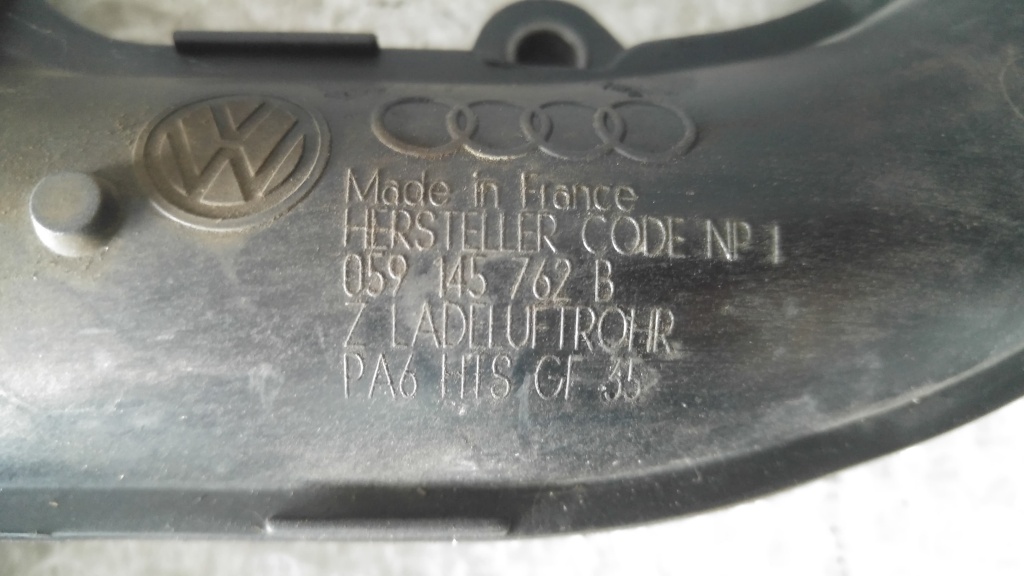 Made in France
HERSTELLER CODE NP 1
059 145 762 B
Z LADELUFTROHR
PA6 HTS GF 35